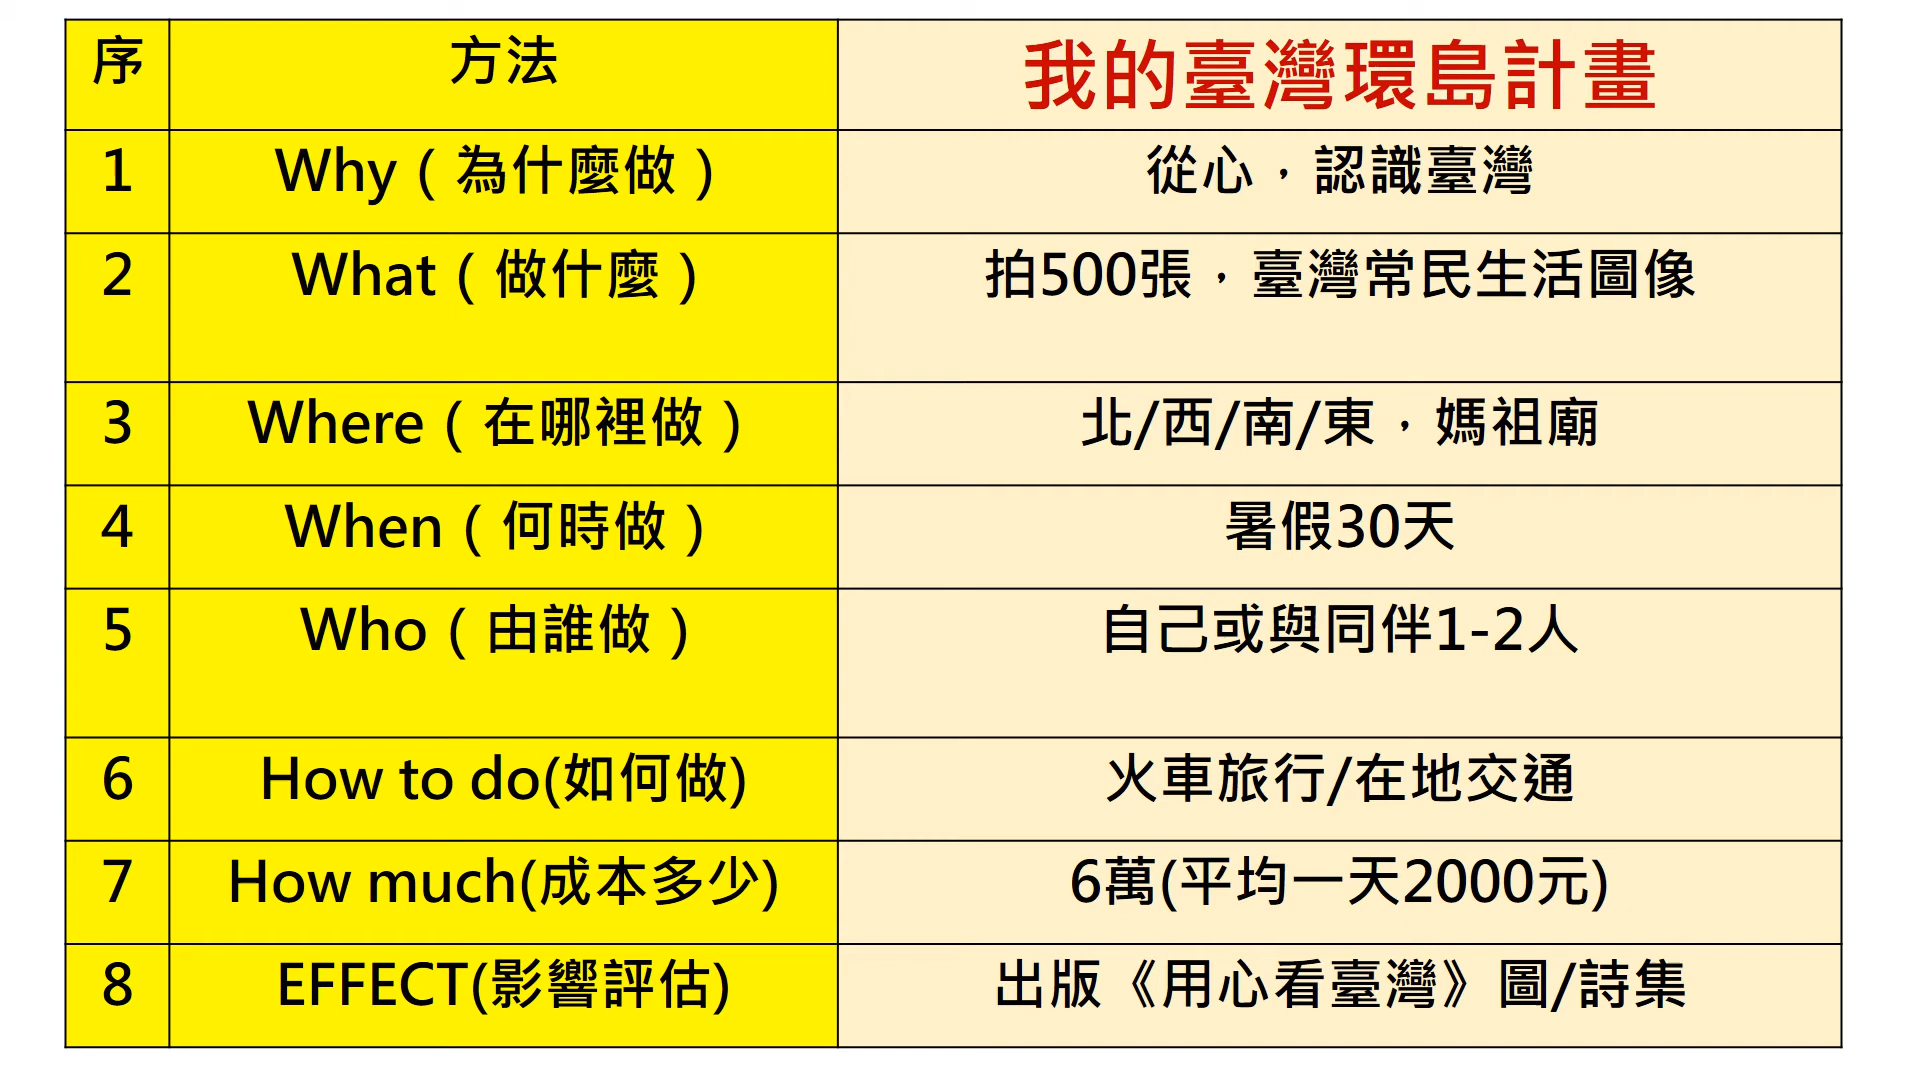 序 方法 我的臺灣環島計畫
1 Why（為什麼做） 從心，認識臺灣
2 What（做什麼） 拍500張，臺灣常民生活圖像
3 Where（在哪裡做） 北/西/南/東，媽祖廟
4 When（何時做） 暑假30天
5 Who（由誰做） 自己或與同伴1-2人
6 How to do(如何做) 火車旅行/在地交通
7 How much(成本多少) 6萬(平均一天2000元)
8 EFFECT(影響評估) 出版《用心看臺灣》圖/詩集